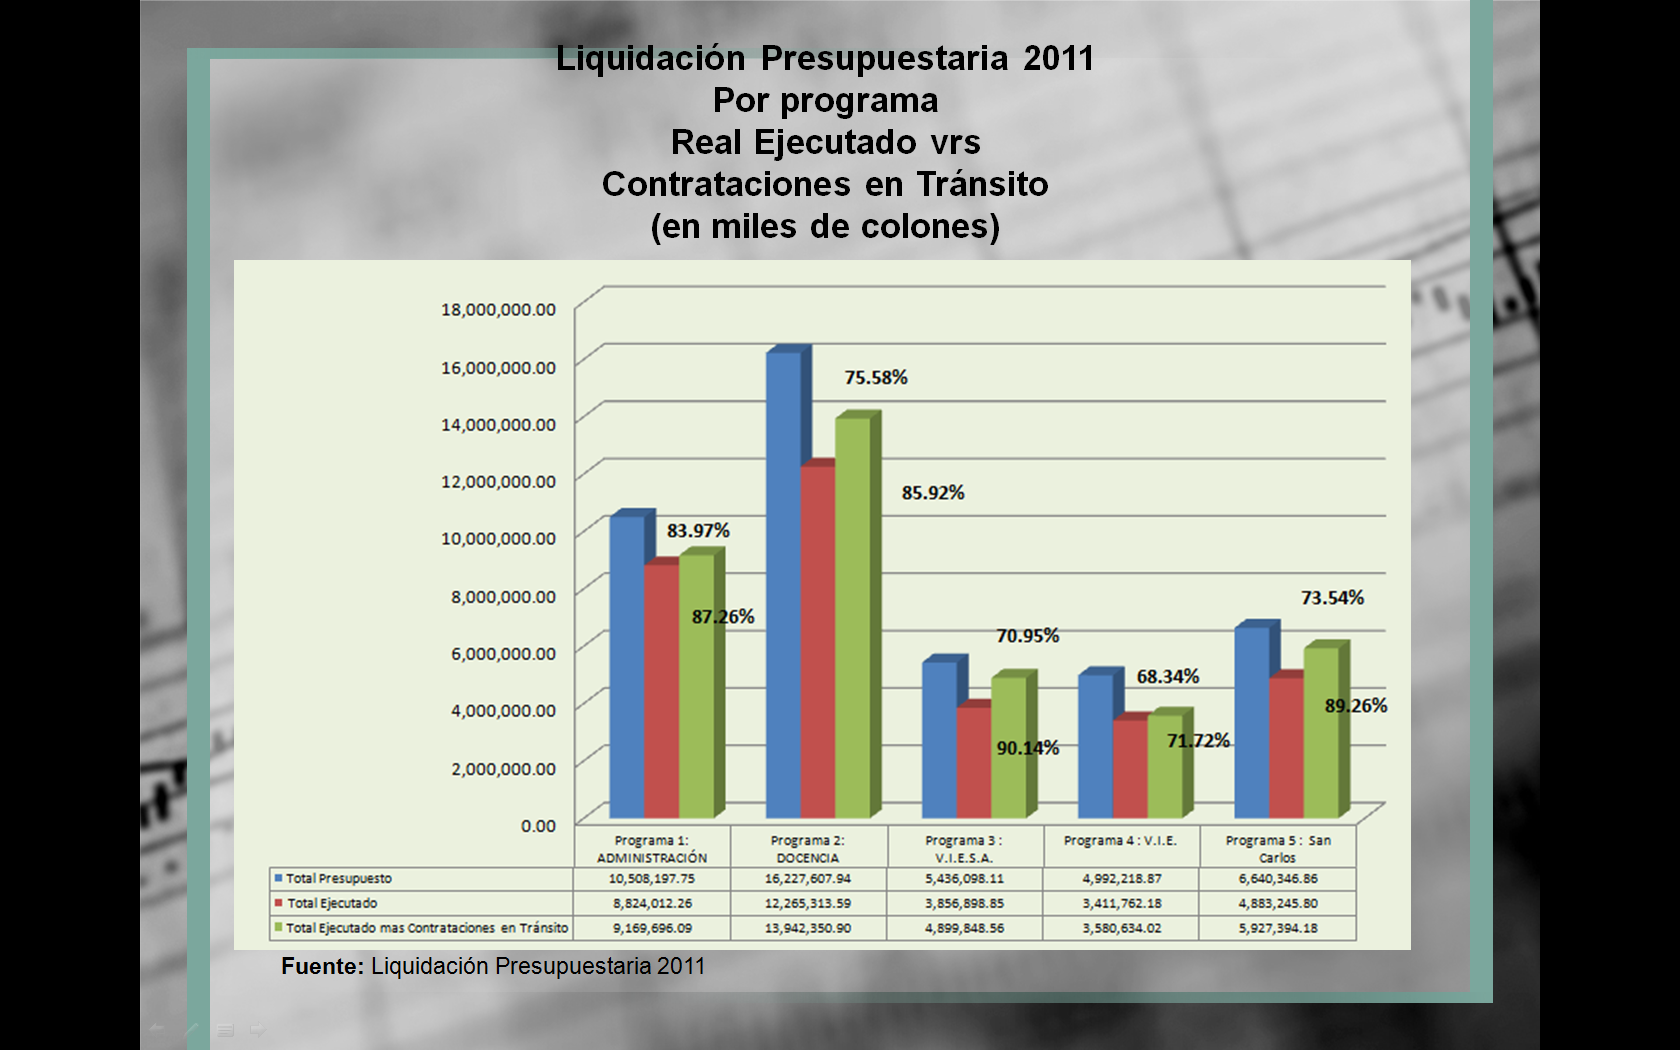 Liquidación Presupuestaria 2011
Por programa
Real Ejecutado vrs
Contrataciones en Tránsito
(en miles de colones)
18,000,000.00
16,000,000.00
14,000,000.00
12,000,000.00
10,000,000.00
8,000,000.00
6,000,000.00
4,000,000.00
2,000,000.00
0.00
83.97%
87.26%
75.58%
85.92%
70.95%
90.14%
68.34%
71.72%
73.54%
89.26%
Programa 1:
ADMINISTRACIÓN
Programa 2:
DOCENCIA
Programa 3 :
V.I.E.S.A.
Programa 4 : V.I.E.
Programa 5 : San
Carlos
Total Presupuesto 10,508,197.75 16,227,607.94 5,436,098.11 4,992,218.87 6,640,346.86
Total Ejecutado 8,824,012.26 12,265,313.59 3,856,898.85 3,411,762.18 4,883,245.80
Total Ejecutado mas Contrataciones en Tránsito 9,169,696.09 13,942,350.90 4,899,848.56 3,580,634.02 5,927,394.18
Fuente: Liquidación Presupuestaria 2011